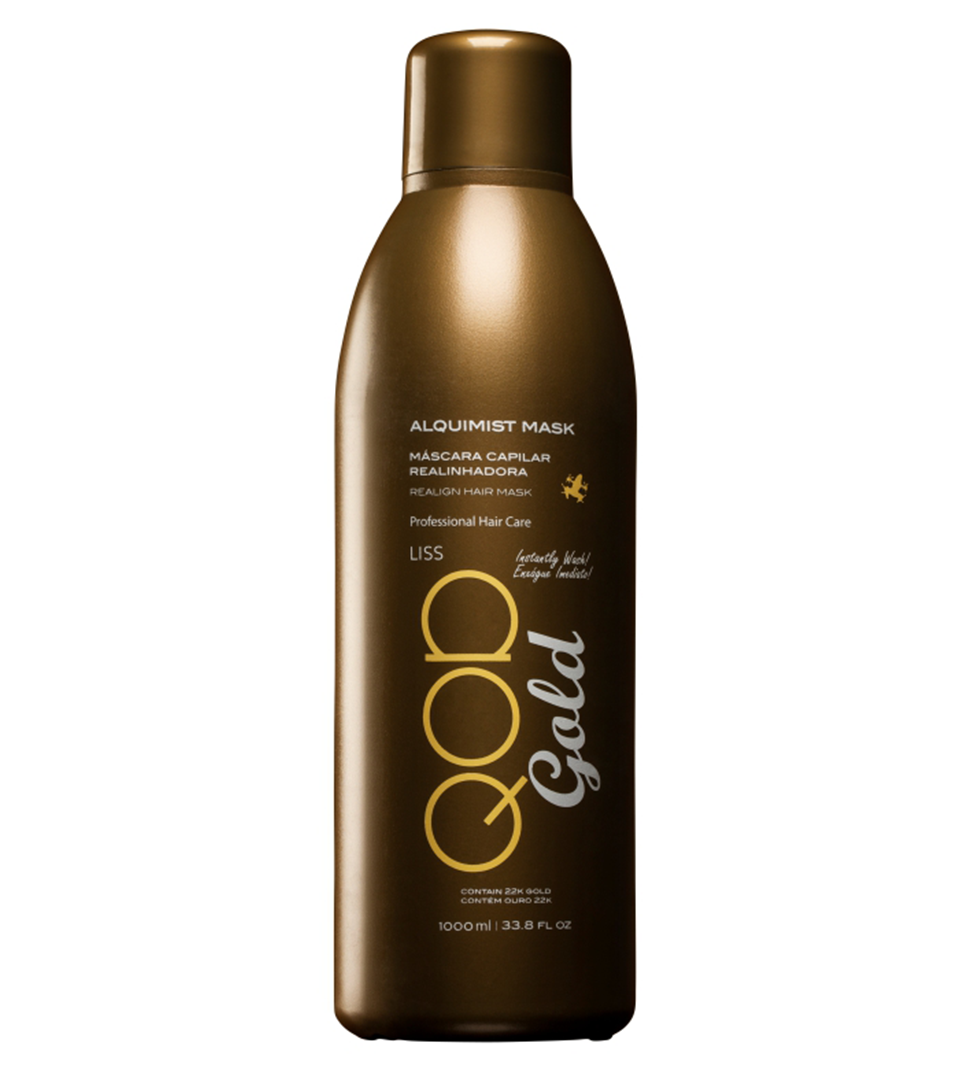 ALQUIMIST MASK
MÁSCARA CAPILAR
REALINHADORA
REALIGN HAIR MASK
Professional Hair Care
LISS
Instantly Wash!
Enxágue Imediato!
QOD
Gold
CONTAIN 22K GOLD
CONTÉM OURO 22K
1000 ml | 33.8 FL OZ